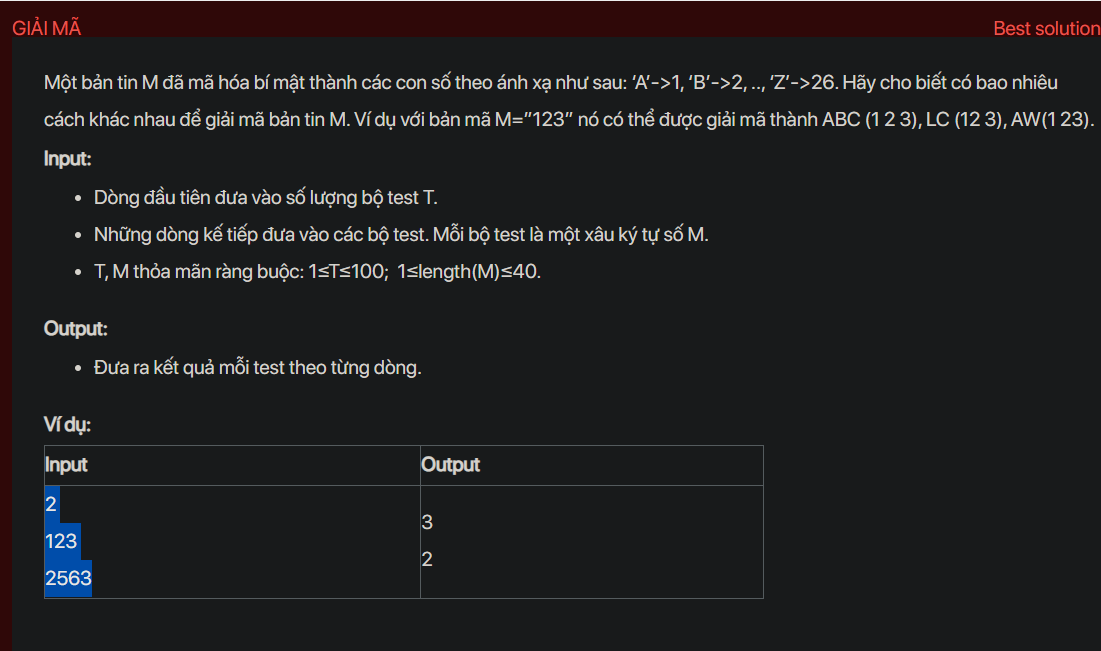 GIẢI MÃ
Best solution
Một bản tin M đã mã hóa bí mật thành các con số theo ánh xạ như sau: ‘A’->1, ‘B’->2, .., ‘Z’->26. Hãy cho biết có bao nhiêu
cách khác nhau để giải mã bản tin M. Ví dụ với bản mã M=”123” nó có thể được giải mã thành ABC (1 2 3), LC (12 3), AW(1 23).
Input:
• Dòng đầu tiên đưa vào số lượng bộ test T.
• Những dòng kế tiếp đưa vào các bộ test. Mỗi bộ test là một xâu ký tự số M.
• T, M thỏa mãn ràng buộc: 1≤T≤100; 1≤length(M)≤40.
Output:
• Đưa ra kết quả mỗi test theo từng dòng.
Ví dụ:
Input Output
2
123
2563
3
2